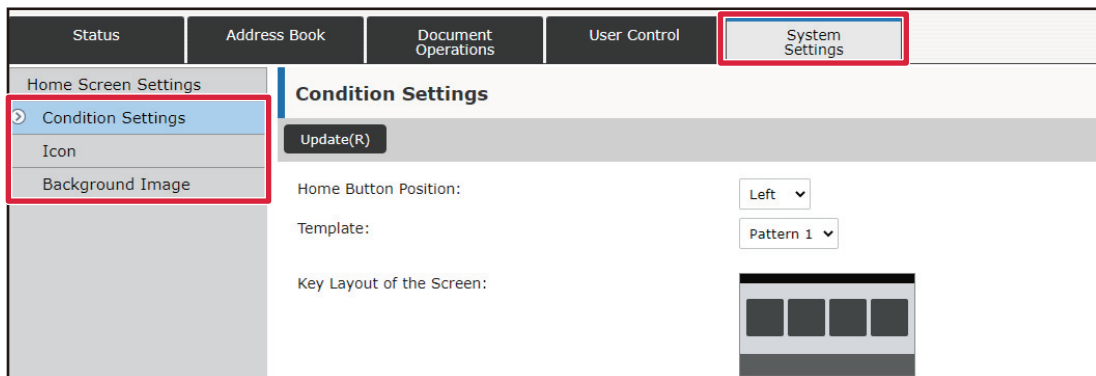 Status
Address Book
Document
Operations
User Control
System
Settings
Home Screen Settings
Condition Settings
Icon
Background Image
Condition Settings
Update(R)
Home Button Position:
Left
Template:
Pattern 1
Key Layout of the Screen: